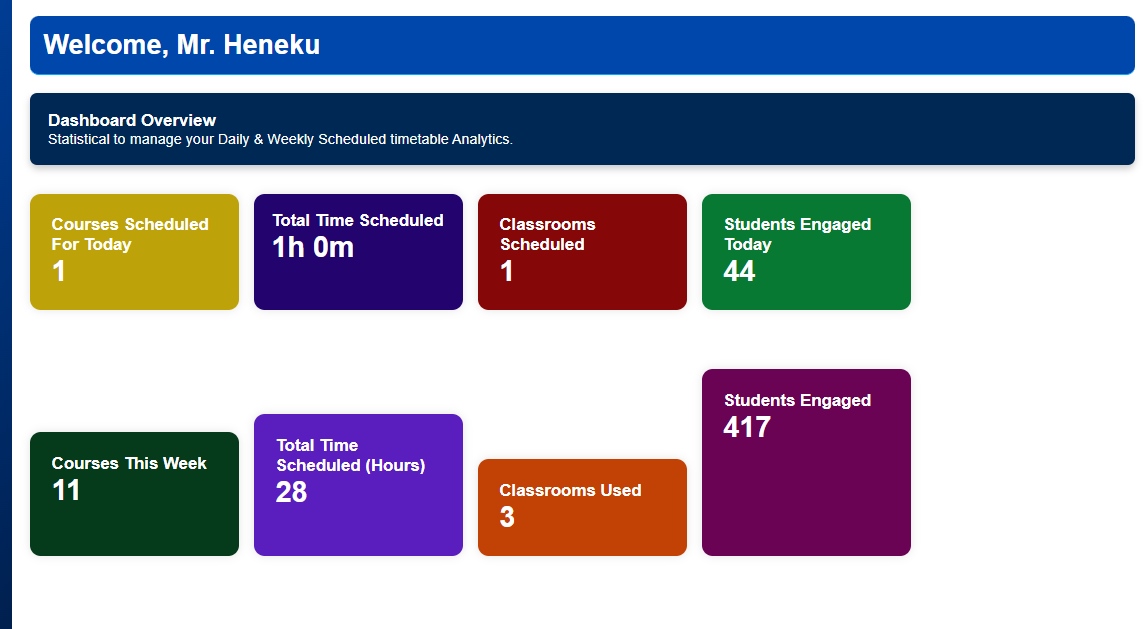 Welcome, Mr. Heneku
Dashboard Overview
Statistical to manage your Daily & Weekly Scheduled timetable Analytics.
Courses Scheduled
For Today
1
Total Time Scheduled
1h 0m
Classrooms
Scheduled
1
Students Engaged
Today
44
Courses This Week
11
Total Time
Scheduled (Hours)
28
Classrooms Used
3
Students Engaged
417